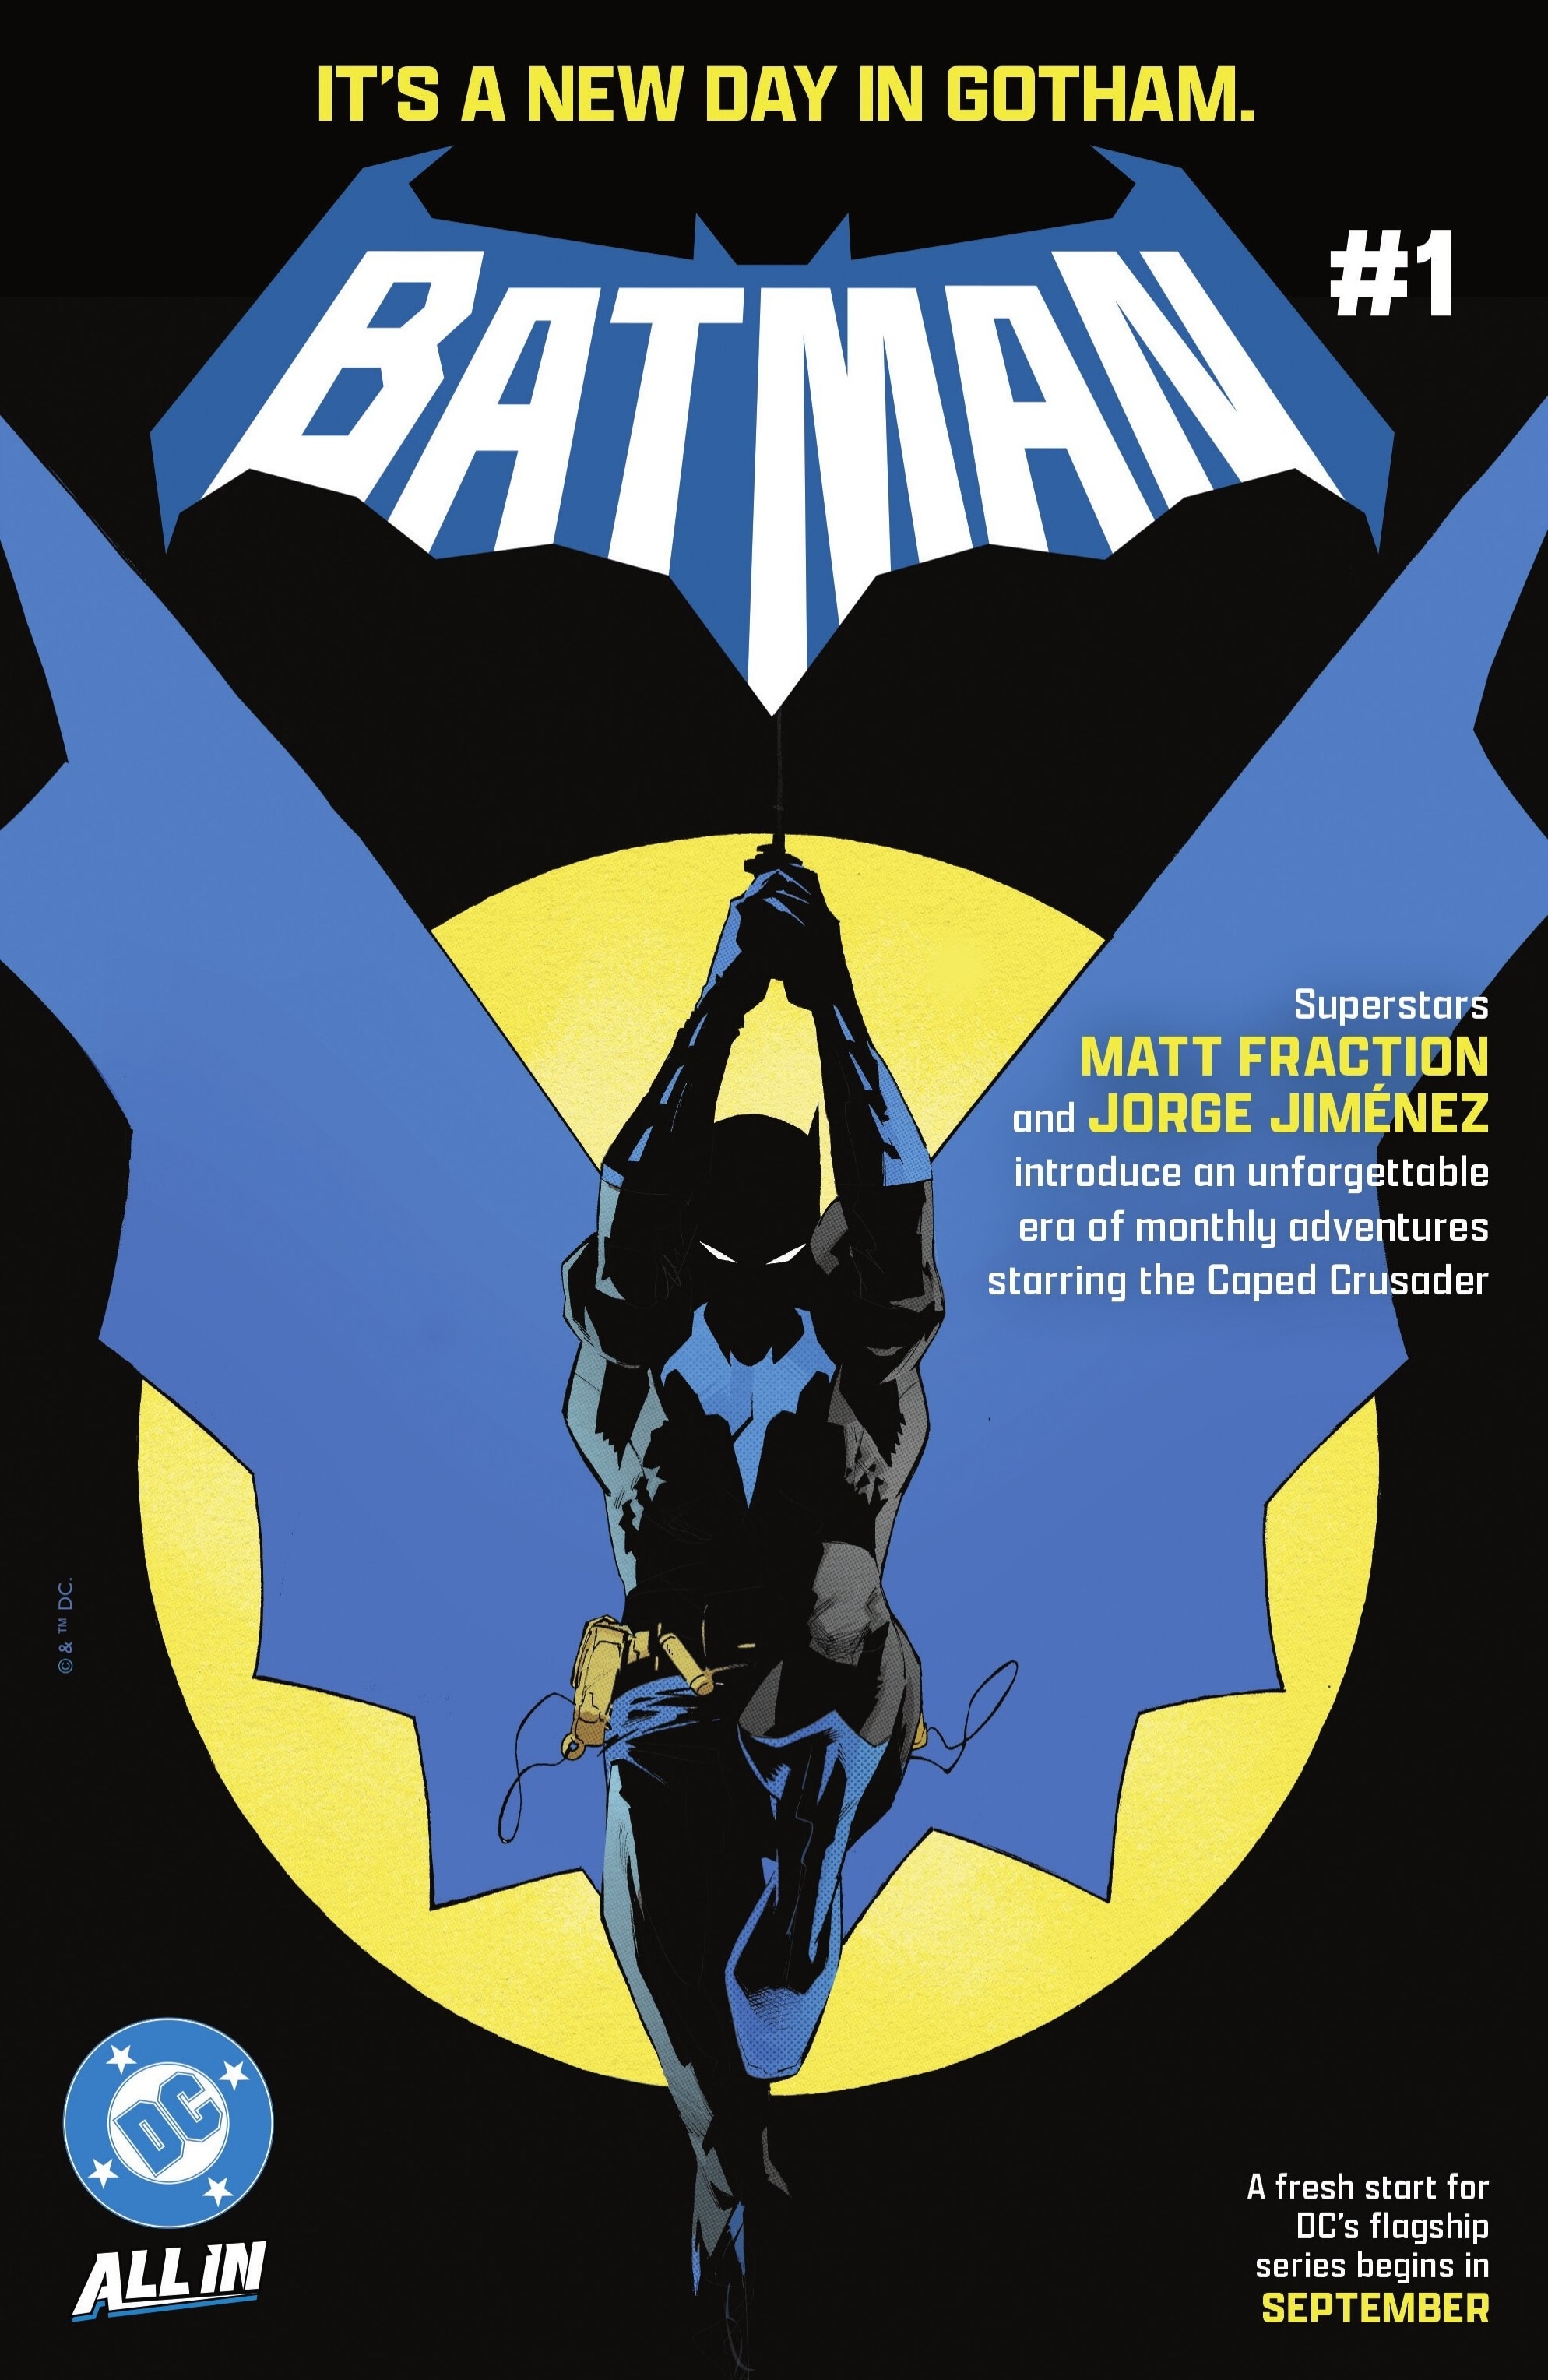 IT'S A NEW DAY IN GOTHAM.
BATMAN
#1
Superstars
MATT FRACTION
and JORGE JIMÉNEZ
introduce an unforgettable
era of monthly adventures
starring the Caped Crusader
© & ™ DC.
DC
ALL IN
A fresh start for
DC's flagship
series begins in
SEPTEMBER